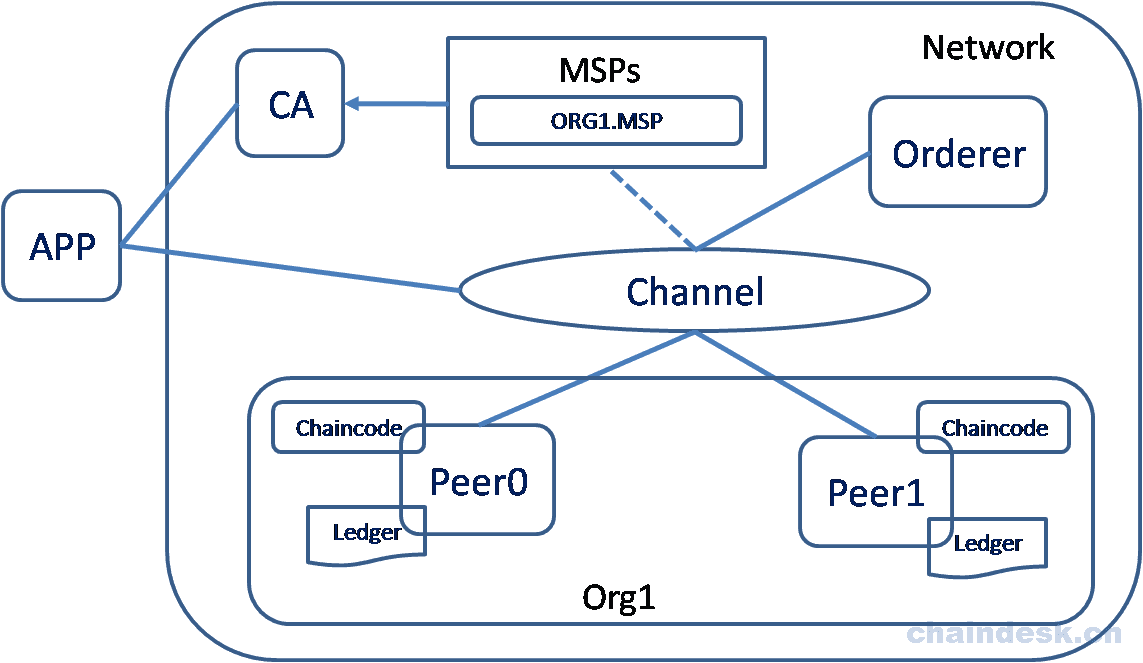 Network
MSPs
CA
ORG1.MSP
Orderer
APP
Channel
Chaincode
Chaincode
Peer0
Peer1
Ledger
Ledger
Org1
chaindesk.cn